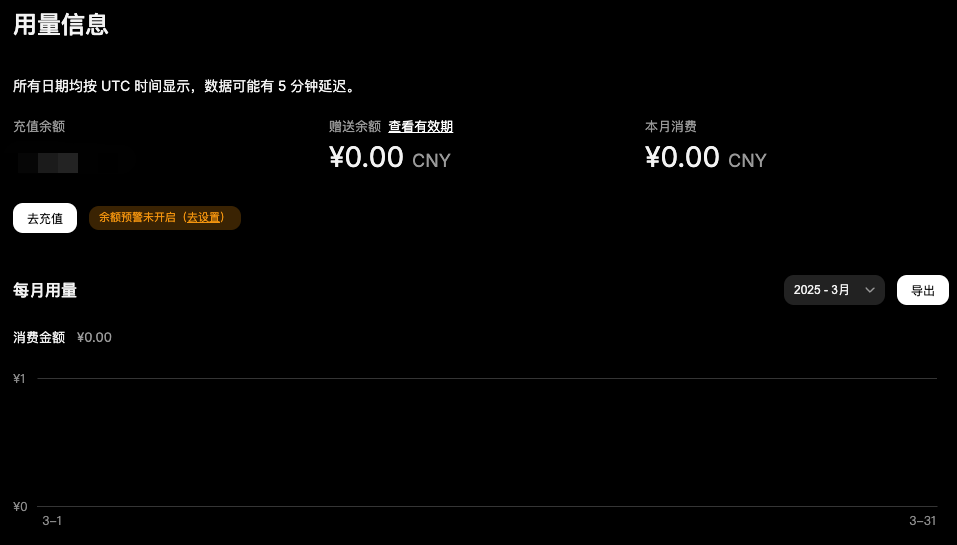 用量信息
所有日期均按 UTC 时间显示，数据可能有 5 分钟延迟。
充值余额
赠送余额 查看有效期
¥0.00 CNY
本月消费
¥0.00 CNY
去充值
余额预警未开启（去设置）
每月用量
2025 - 3月
导出
消费金额 ¥0.00
¥1
¥0
3-1
3-31